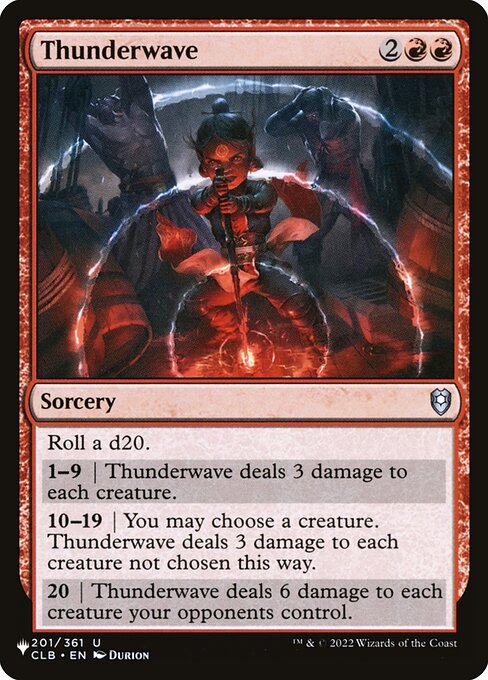 Thunderwave 2
Sorcery
Roll a d20.
1–9 | Thunderwave deals 3 damage to
each creature.
10–19 | You may choose a creature.
Thunderwave deals 3 damage to each
creature not chosen this way.
20 | Thunderwave deals 6 damage to each
creature your opponents control.
201/361 U
CLB • EN Durion
™ & © 2022 Wizards of the Coast